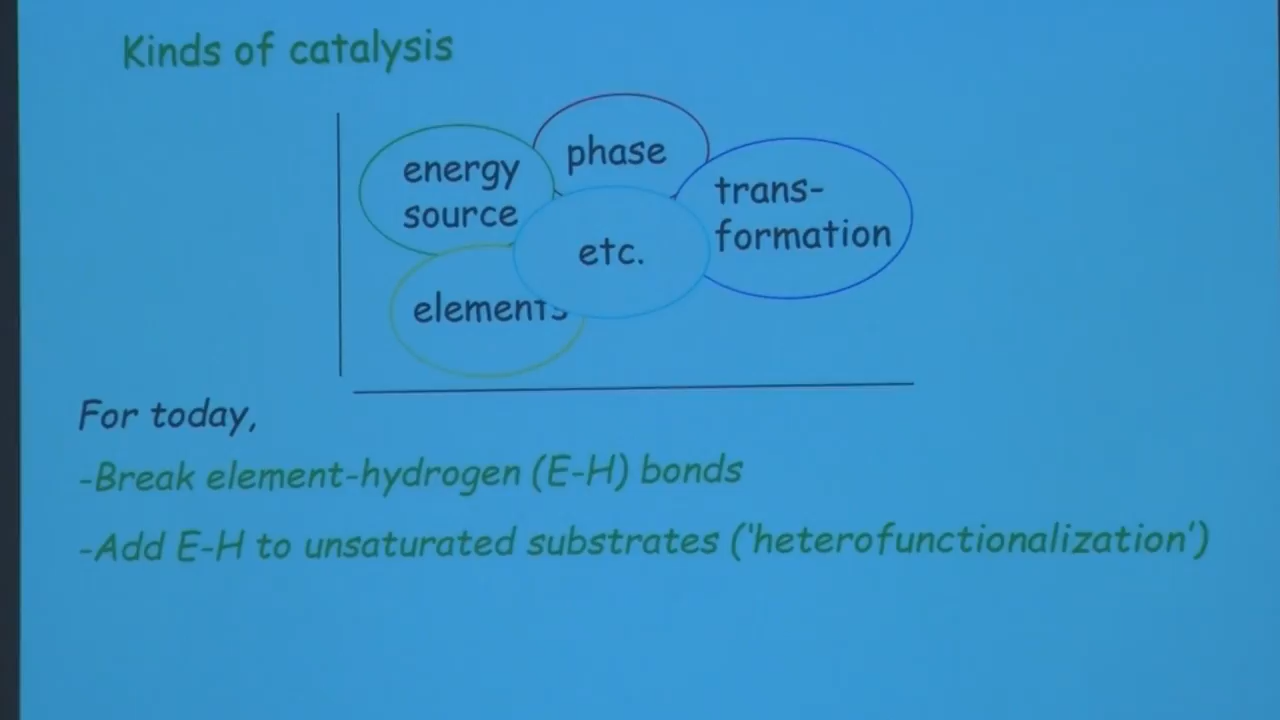 Kinds of catalysis
phase
energy
source
trans-
formation
etc.
elements
For today,
-Break element-hydrogen (E-H) bonds
-Add E-H to unsaturated substrates ('heterofunctionalization')